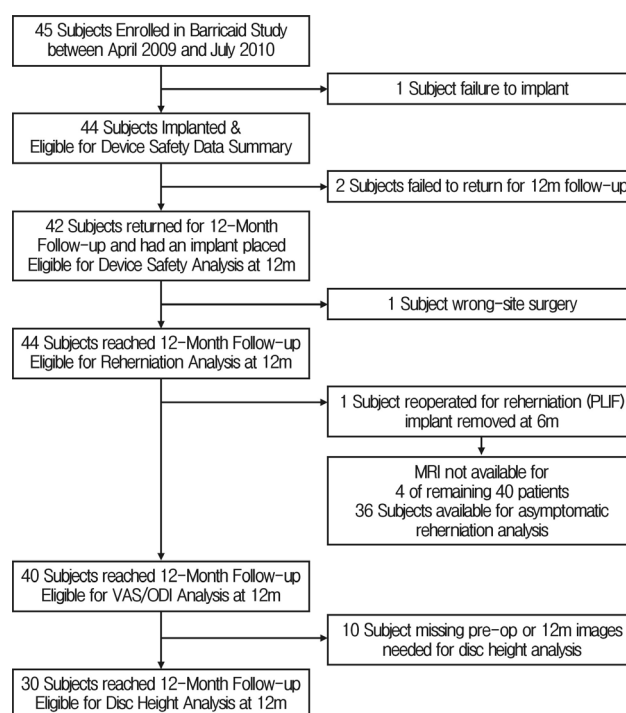 45 Subjects Enrolled in Barricaid Study
between April 2009 and July 2010
1 Subject failure to implant
44 Subjects Implanted &
Eligible for Device Safety Data Summary
2 Subjects failed to return for 12m follow-up
42 Subjects returned for 12-Month
Follow-up and had an implant placed
Eligible for Device Safety Analysis at 12m
1 Subject wrong-site surgery
44 Subjects reached 12-Month Follow-up
Eligible for Reherniation Analysis at 12m
1 Subject reoperated for reherniation (PLIF)
implant removed at 6m
MRI not available for
4 of remaining 40 patients
36 Subjects available for asymptomatic
reherniation analysis
40 Subjects reached 12-Month Follow-up
Eligible for VAS/ODI Analysis at 12m
10 Subject missing pre-op or 12m images
needed for disc height analysis
30 Subjects reached 12-Month Follow-up
Eligible for Disc Height Analysis at 12m